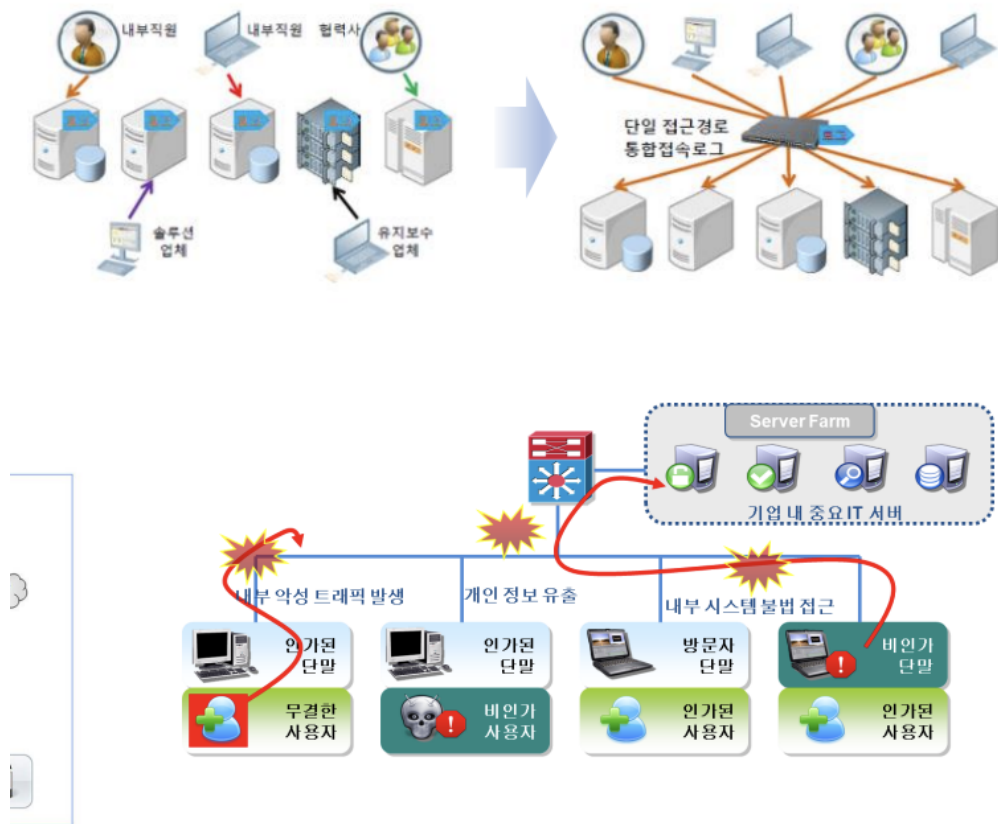 내부직원
내부직원
협력사
로그
로그
로그
로그
로그
솔루션
업체
유지보수
업체
단일 접근경로
통합접속로그
로그
Server Farm
기업 내 중요 IT 서버
내부 악성 트래픽 발생
개인 정보 유출
내부 시스템 불법 접근
인가된
단말
인가된
단말
방문자
단말
비인가
단말
무결한
사용자
비인가
사용자
인가된
사용자
인가된
사용자